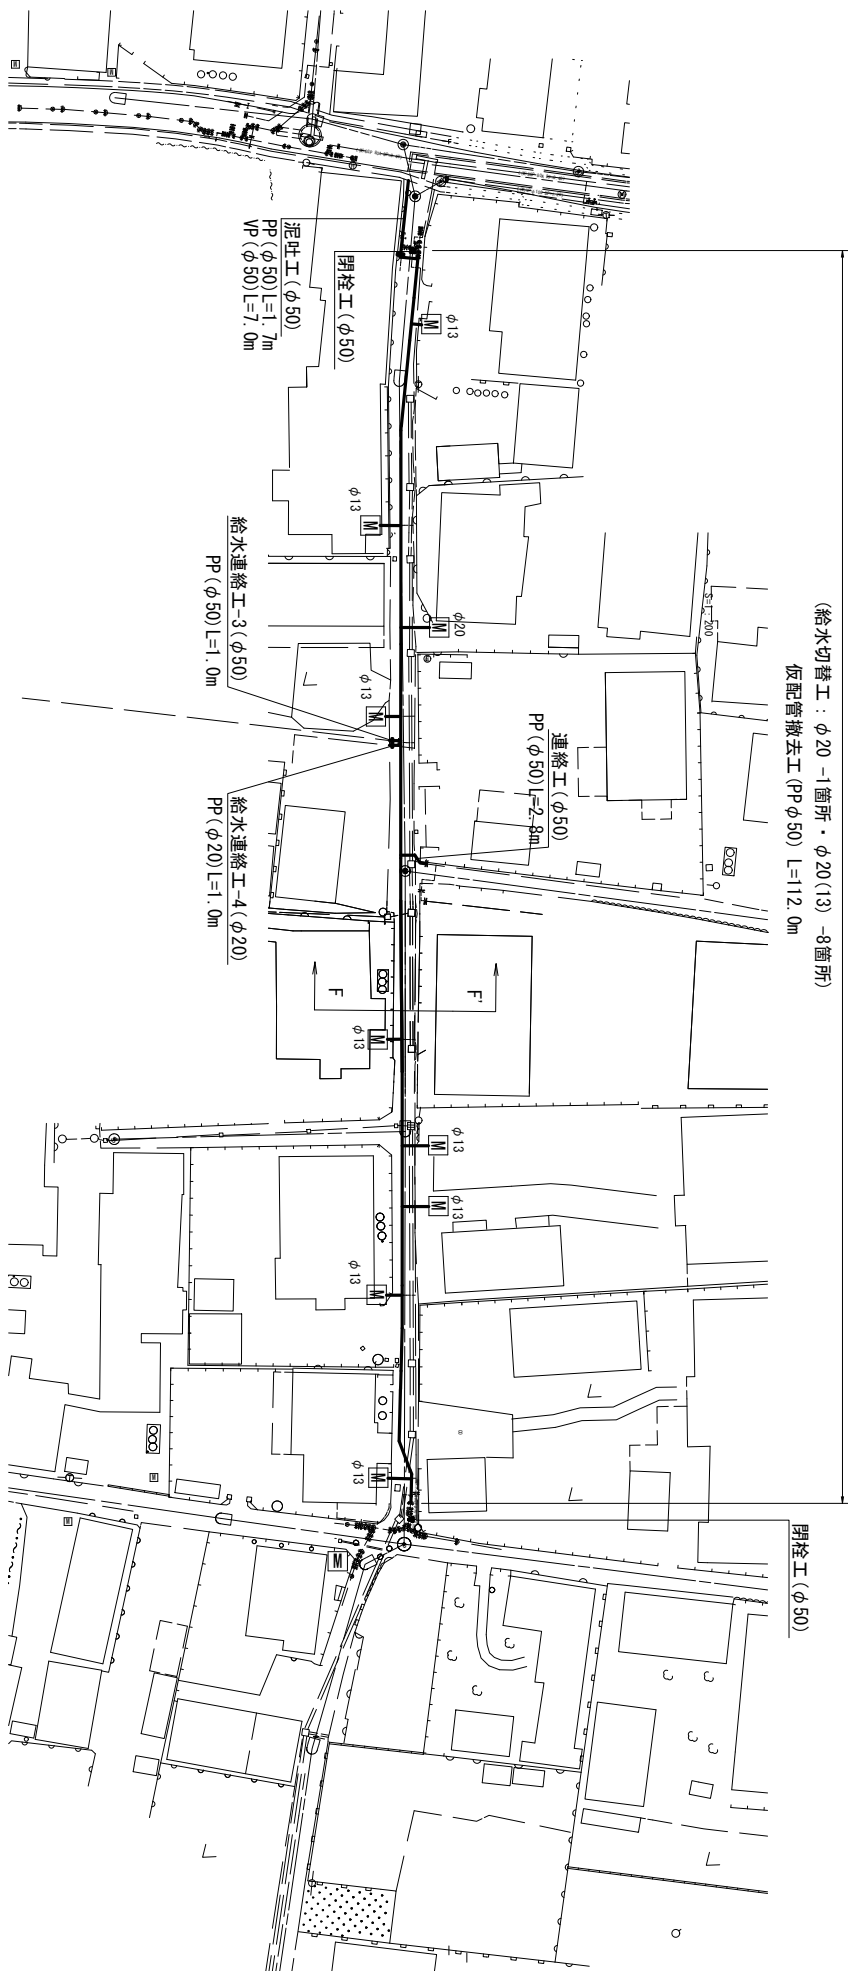 (給水切替工：φ20 -1箇所・φ20(13) -8箇所)
仮配管撤去工(PPφ50) L=112.0m
泥吐工(φ50)
PP(φ50)L=1.7m
VP(φ50)L=7.0m
閉栓工(φ50)
φ13
M
φ13
M
φ20
M
S=1:200
給水連絡工-3(φ50)
PP(φ50)L=1.0m
φ13
M
連絡工(φ50)
PP(φ50)L=2.8m
給水連絡工-4(φ20)
PP(φ20)L=1.0m
F
F'
φ13
M
φ13
M
φ13
M
φ13
M
φ13
M
閉栓工(φ50)
M